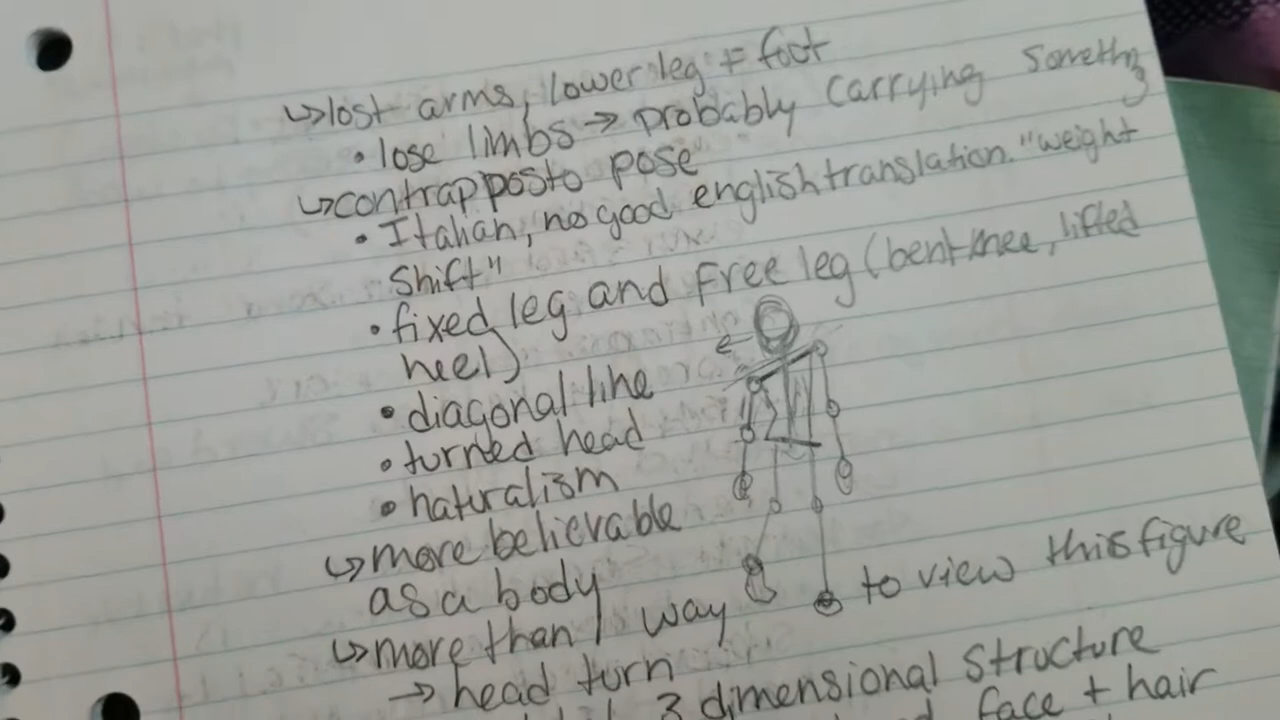 ↳lost arms, lower leg + foot
• lose limbs → probably carrying someth
↳contrapposto pose
• Italian, no good english translation. "weight
shift"
• fixed leg and free leg (bent knee, lifted
heel)
• diagonal line
• turned head
• naturalism
↳more believable
as a body
↳more than 1 way to view this figure
→ head turn
3 dimensional structure
face + hair